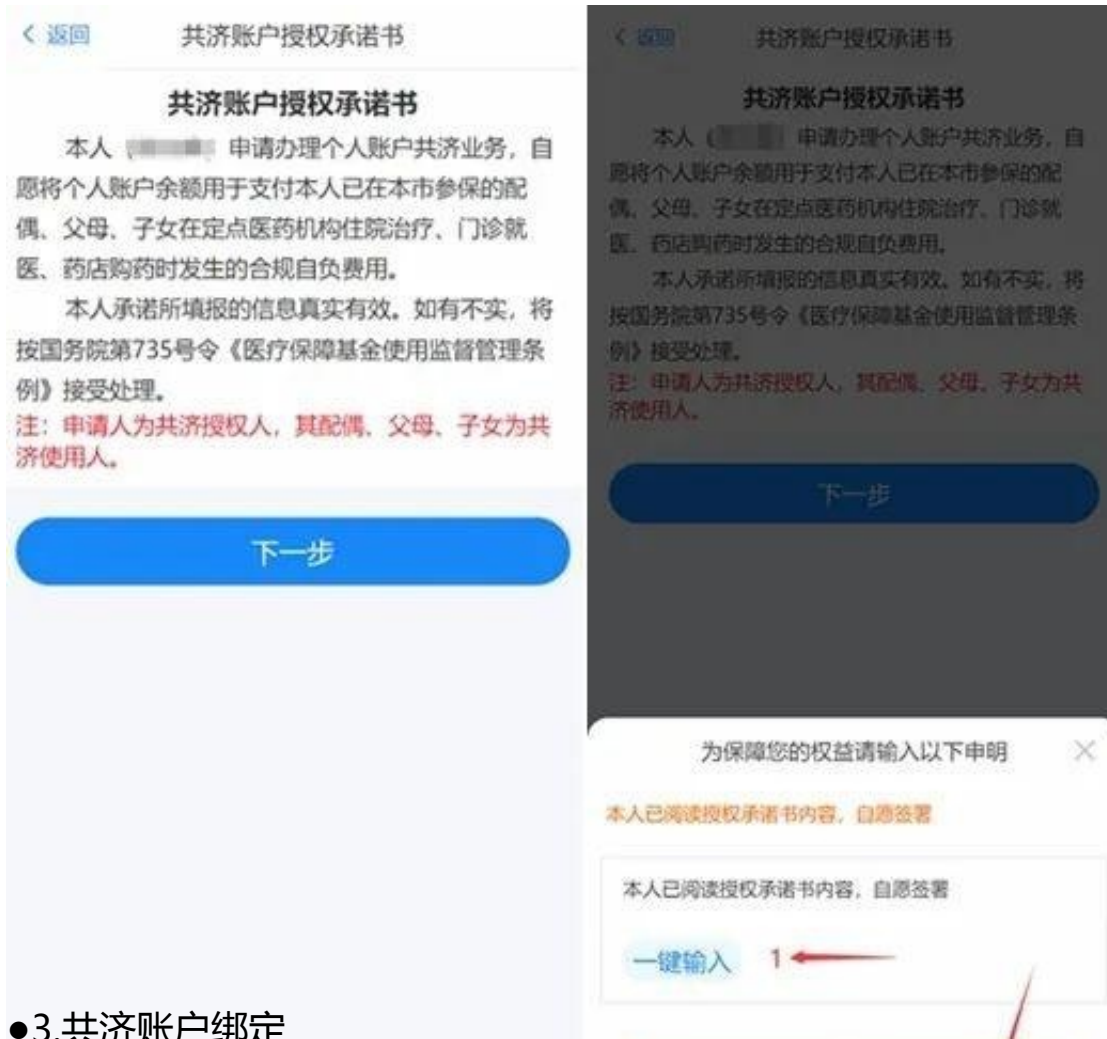 返回
共济账户授权承诺书
共济账户授权承诺书
本人（ 申请办理个人账户共济业务，自
愿将个人账户余额用于支付本人已在本市参保的配
偶、父母、子女在定点医药机构住院治疗、门诊就
医、药店购药时发生的合规自负费用。
本人承诺所填报的信息真实有效。如有不实，将
按国务院第735号令《医疗保障基金使用监督管理条
例》接受处理。
注：申请人为共济授权人，其配偶、父母、子女为共
济使用人。
下一步
●3.共济账户绑定
返回
共济账户授权承诺书
共济账户授权承诺书
本人（ ）申请办理个人账户共济业务，自
愿将个人账户余额用于支付本人已在本市参保的配
偶、父母、子女在定点医药机构住院治疗、门诊就
医、药店购药时发生的合规自负费用。
本人承诺所填报的信息真实有效。如有不实，将
按国务院第735号令《医疗保障基金使用监督管理条
例》接受处理。
注：申请人为共济授权人，其配偶、父母、子女为共
济使用人。
下一步
为保障您的权益请输入以下申明
本人已阅读授权承诺书内容，自愿签署
本人已阅读授权承诺书内容，自愿签署
一键输入 1